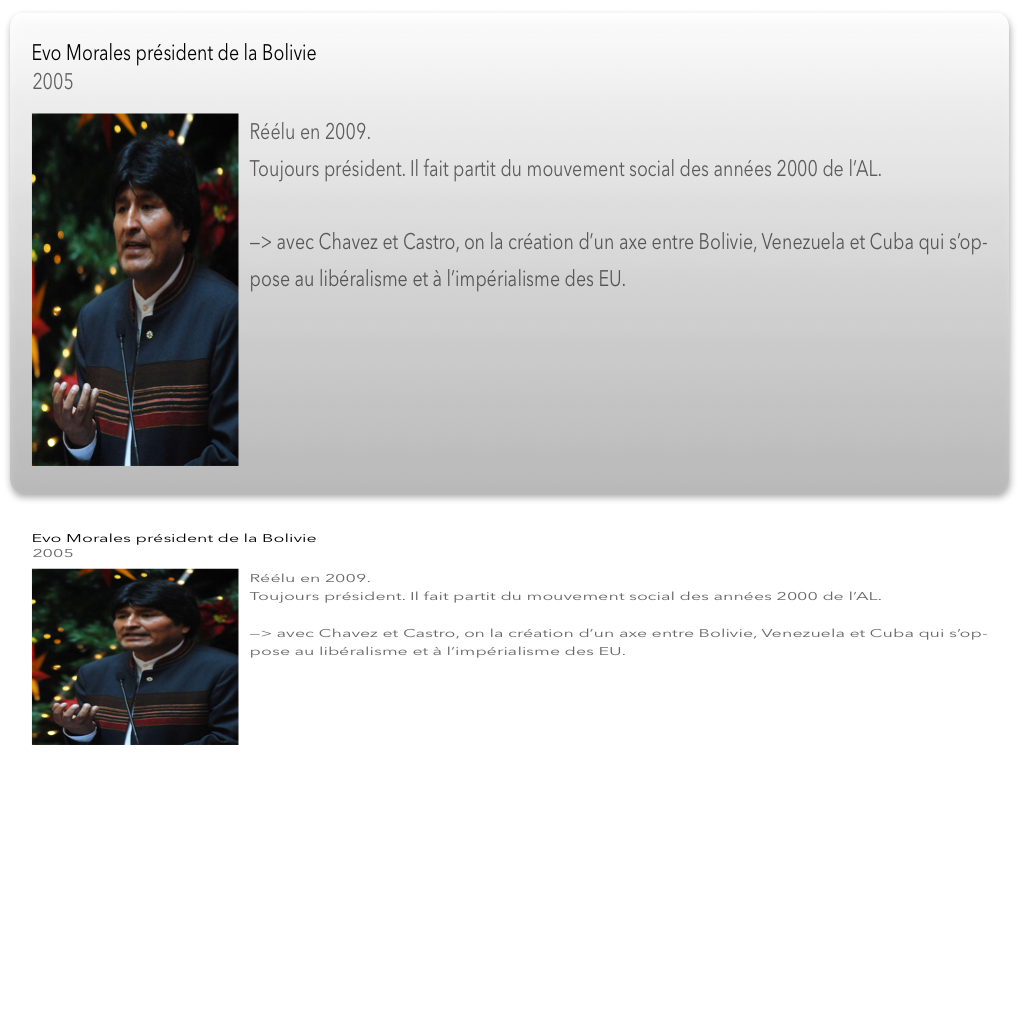 Evo Morales président de la Bolivie
2005
Réélu en 2009.
Toujours président. Il fait partit du mouvement social des années 2000 de l’AL.
–> avec Chavez et Castro, on la création d’un axe entre Bolivie, Venezuela et Cuba qui s’op-
pose au libéralisme et à l’impérialisme des EU.
Evo Morales président de la Bolivie
2005
Réélu en 2009.
Toujours président. Il fait partit du mouvement social des années 2000 de l’AL.
–> avec Chavez et Castro, on la création d’un axe entre Bolivie, Venezuela et Cuba qui s’op-
pose au libéralisme et à l’impérialisme des EU.